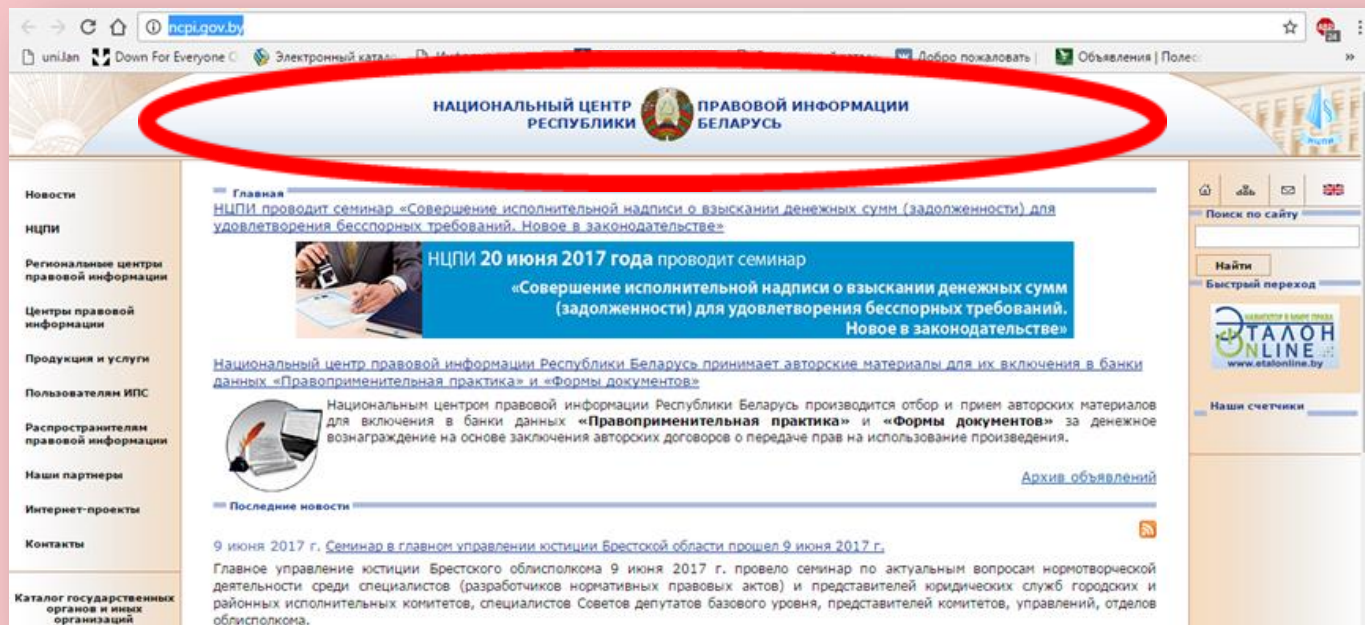 ncpi.gov.by
uni.lan Down For Everyone Электронный Добро пожаловать | Объявления | Полес
НАЦИОНАЛЬНЫЙ ЦЕНТР ПРАВОВОЙ ИНФОРМАЦИИ
РЕСПУБЛИКИ БЕЛАРУСЬ
НЦПИ
Новости
НЦПИ
Региональные центры
правовой информации
Центры правовой
информации
Продукция и услуги
Пользователям ИПС
Распространителям
правовой информации
Наши партнеры
Интернет-проекты
Контакты
Каталог государственных
органов и иных
организаций
Главная
НЦПИ проводит семинар «Совершение исполнительной надписи о взыскании денежных сумм (задолженности) для
удовлетворения бесспорных требований. Новое в законодательстве»
НЦПИ 20 июня 2017 года проводит семинар
«Совершение исполнительной надписи о взыскании денежных сумм
(задолженности) для удовлетворения бесспорных требований.
Новое в законодательстве»
Национальный центр правовой информации Республики Беларусь принимает авторские материалы для их включения в банки
данных «Правоприменительная практика» и «Формы документов»
Национальным центром правовой информации Республики Беларусь производится отбор и прием авторских материалов
для включения в банки данных «Правоприменительная практика» и «Формы документов» за денежное
вознаграждение на основе заключения авторских договоров о передаче прав на использование произведения.
Архив объявлений
Последние новости
9 июня 2017 г. Семинар в главном управлении юстиции Брестской области прошел 9 июня 2017 г.
Главное управление юстиции Брестского облисполкома 9 июня 2017 г. провело семинар по актуальным вопросам нормотворческой
деятельности среди специалистов (разработчиков нормативных правовых актов) и представителей юридических служб городских и
районных исполнительных комитетов, специалистов Советов депутатов базового уровня, представителей комитетов, управлений, отделов
облисполкома.
Поиск по сайту
Найти
Быстрый переход
НАВИГАТОР В МИРЕ ПРАВА
ЭТАЛОН
ONLINE
www.etalonline.by
Наши счетчики